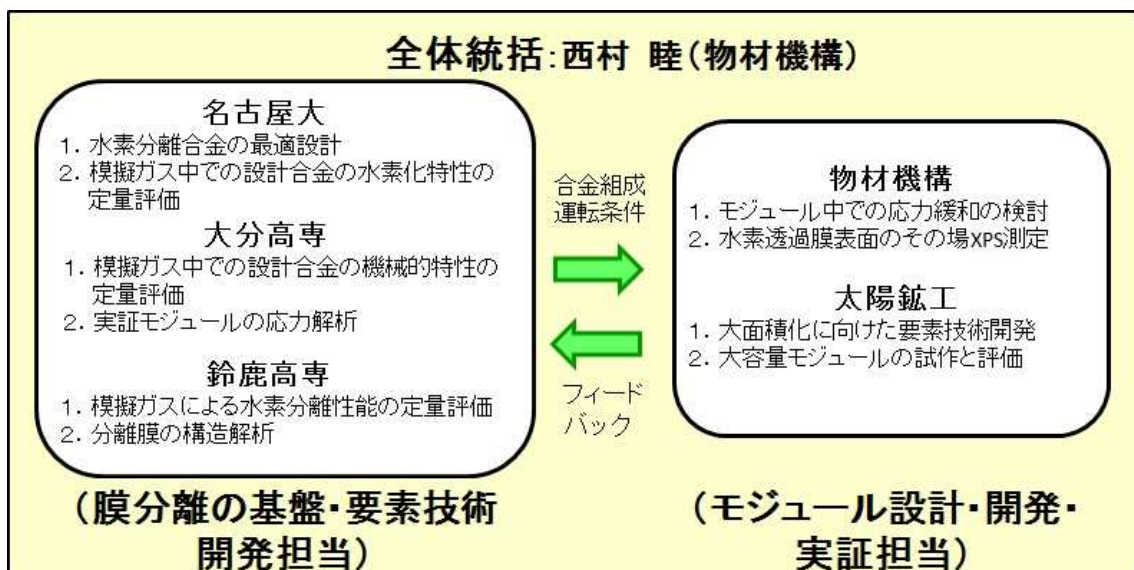 全体統括:西村 睦(物材機構)
名古屋大
1. 水素分離合金の最適設計
2. 模擬ガス中での設計合金の水素化特性の
定量評価
大分高専
1. 模擬ガス中での設計合金の機械的特性の
定量評価
2. 実証モジュールの応力解析
鈴鹿高専
1. 模擬ガスによる水素分離性能の定量評価
2. 分離膜の構造解析
(膜分離の基盤・要素技術
開発担当)
合金組成
運転条件
フィード
バック
物材機構
1. モジュール中での応力緩和の検討
2. 水素透過膜表面のその場XPS測定
太陽鉱工
1. 大面積化に向けた要素技術開発
2. 大容量モジュールの試作と評価
(モジュール設計・開発・
実証担当)